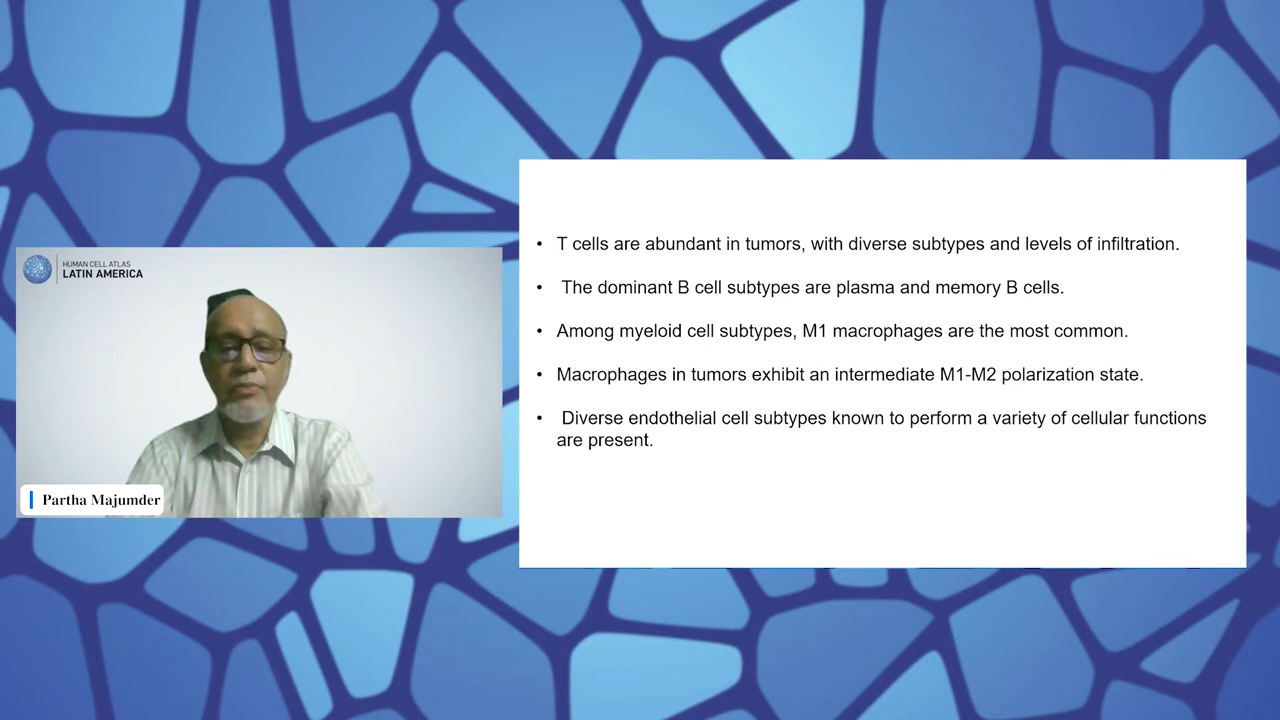 HUMAN CELL ATLAS
LATIN AMERICA
Partha Majumder
• T cells are abundant in tumors, with diverse subtypes and levels of infiltration.
• The dominant B cell subtypes are plasma and memory B cells.
• Among myeloid cell subtypes, M1 macrophages are the most common.
• Macrophages in tumors exhibit an intermediate M1-M2 polarization state.
• Diverse endothelial cell subtypes known to perform a variety of cellular functions
are present.